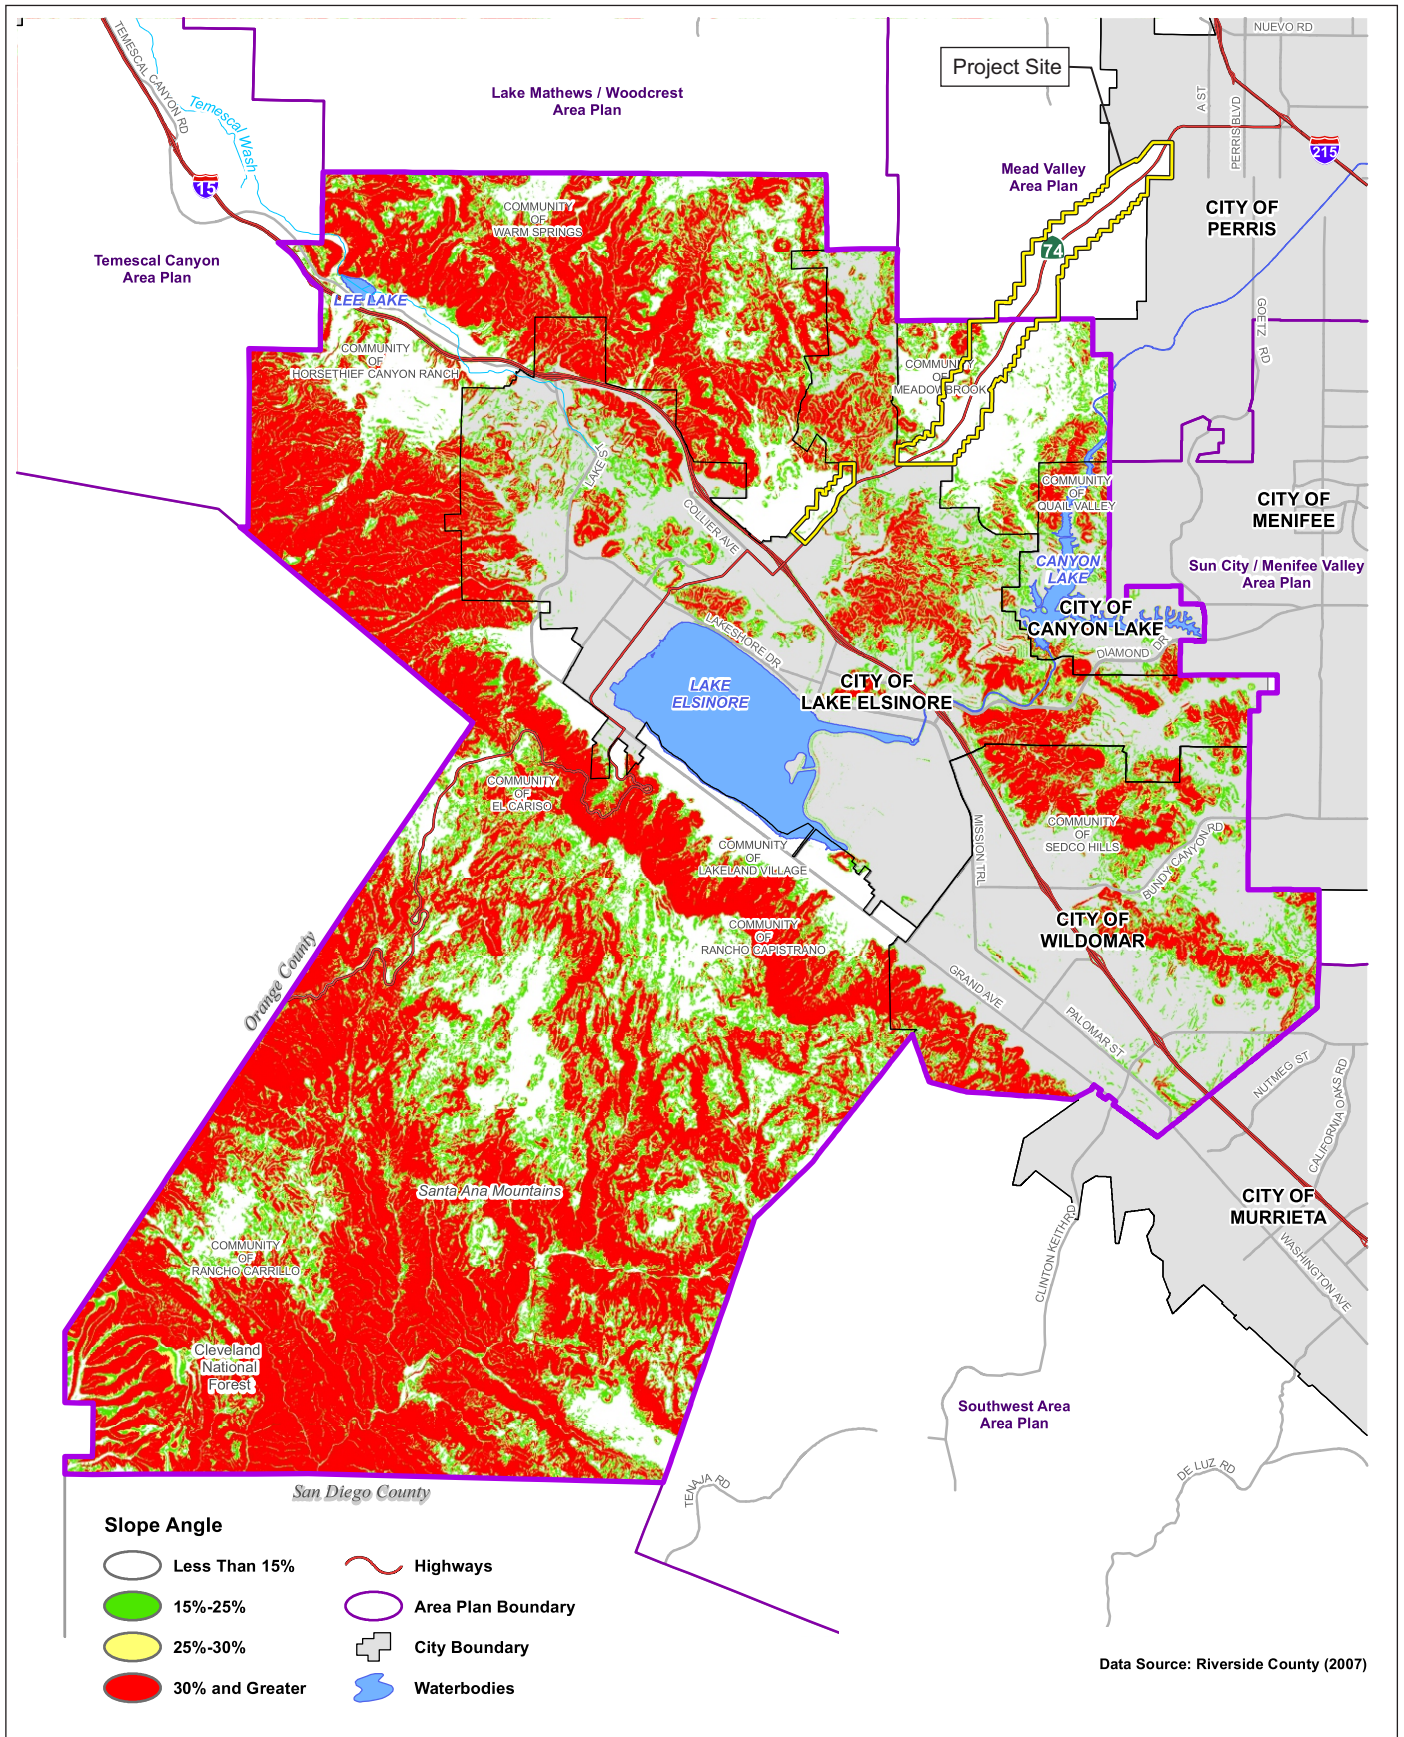 NUEVO RD
Project Site
TEMESCAL CANYON RD
Temescal Wash
Lake Mathews / Woodcrest
Area Plan
A ST
PERRIS BLVD
215
15
Mead Valley
Area Plan
CITY OF
PERRIS
COMMUNITY
OF
WARM SPRINGS
74
Temescal Canyon
Area Plan
LEE LAKE
GOETZ RD
COMMUNITY
OF
HORSETHIEF CANYON RANCH
COMMUNITY
OF
MEADOWBROOK
LAKE ST
COMMUNITY
OF
QUAIL VALLEY
CITY OF
MENIFEE
COLLIER AVE
CANYON
LAKE
Sun City / Menifee Valley
Area Plan
CITY OF
CANYON LAKE
LAKESHORE DR
DIAMOND DR
LAKE
ELSINORE
CITY OF
LAKE ELSINORE
COMMUNITY
OF
EL CARISO
COMMUNITY
OF
SEDCO HILLS
MISSION TRL
BUNDY CANYON RD
COMMUNITY
OF
LAKELAND VILLAGE
COMMUNITY
OF
RANCHO CAPISTRANO
CITY OF
WILDOMAR
Orange County
GRAND AVE
PALOMAR ST
NUTMEG ST
CALIFORNIA OAKS RD
Santa Ana Mountains
CITY OF
MURRIETA
COMMUNITY
OF
RANCHO CARRILLO
CLINTON KEITH RD
WASHINGTON AVE
Cleveland
National
Forest
Southwest Area
Area Plan
TENAJA RD
DE LUZ RD
San Diego County
Slope Angle
Less Than 15%
15%-25%
25%-30%
30% and Greater
Highways
Area Plan Boundary
City Boundary
Waterbodies
Data Source: Riverside County (2007)